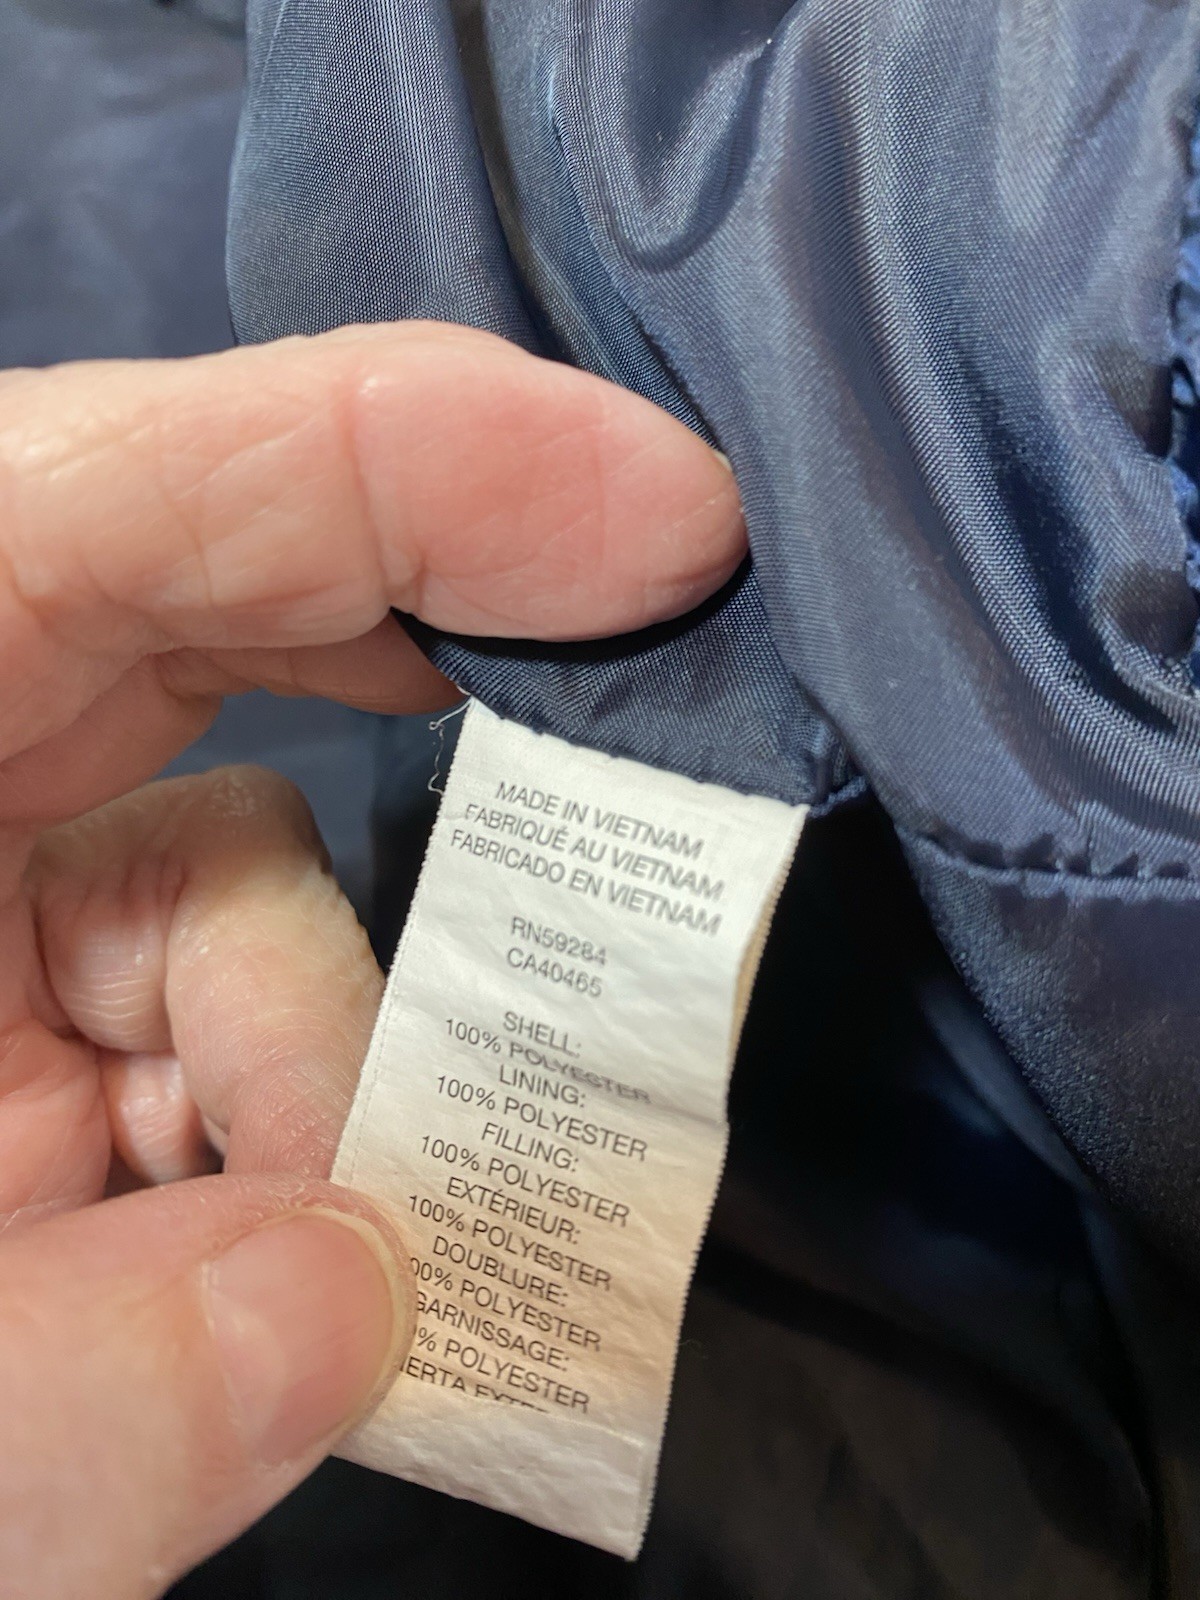 MADE IN VIETNAM
FABRIQUÉ AU VIETNAM
FABRICADO EN VIETNAM
RN59284
CA40465
SHELL:
100% POLYESTER
LINING:
100% POLYESTER
FILLING:
100% POLYESTER
EXTÉRIEUR:
100% POLYESTER
DOUBLURE:
00% POLYESTER
GARNISSAGE:
% POLYESTER